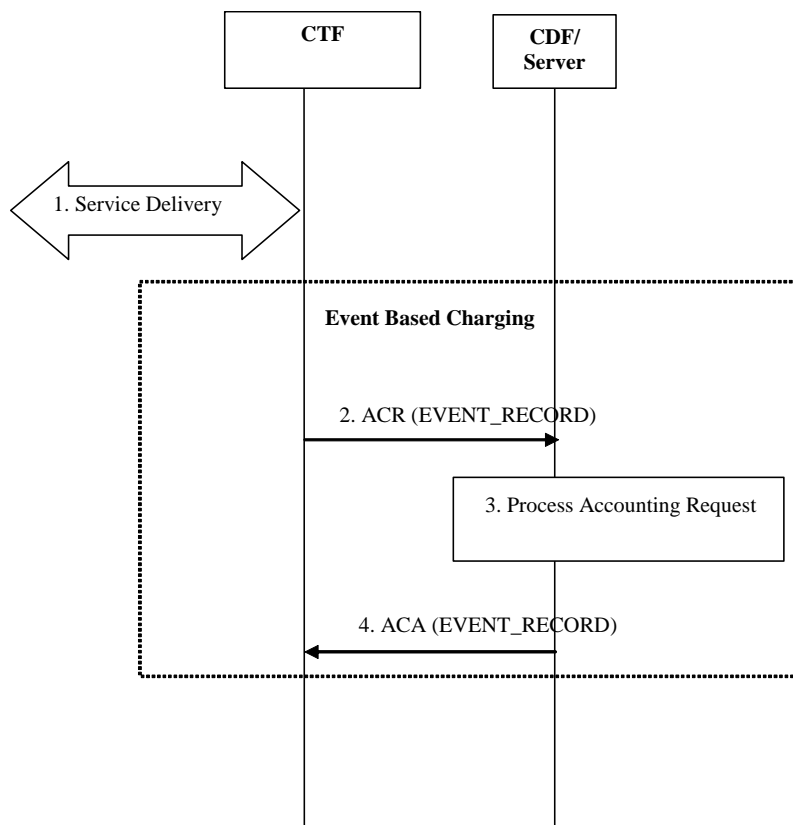 CTF
CDF/
Server
1. Service Delivery
Event Based Charging
2. ACR (EVENT_RECORD)
3. Process Accounting Request
4. ACA (EVENT_RECORD)